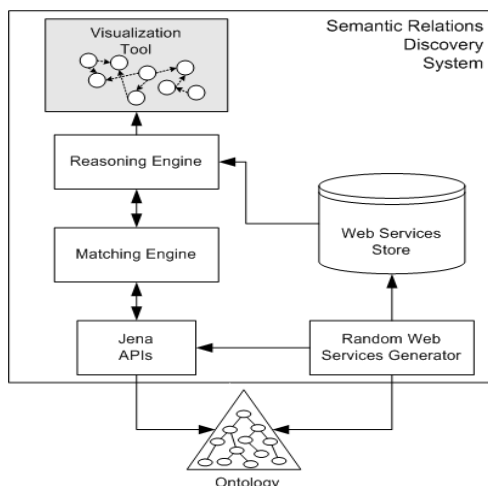 Semantic Relations
Discovery
System
Visualization
Tool
Reasoning Engine
Matching Engine
Web Services
Store
Jena
APIs
Random Web
Services Generator
Ontology